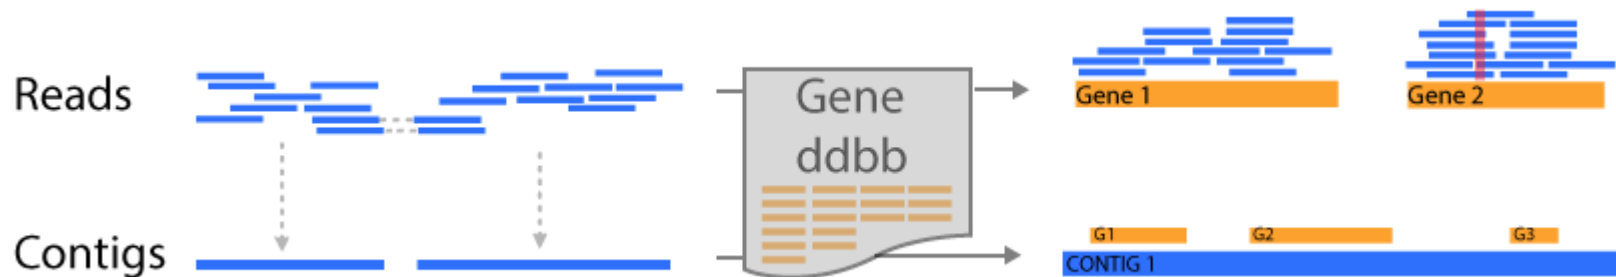 Reads
Gene
ddbb
Gene 1
Gene 2
Contigs
G1
G2
G3
CONTIG 1